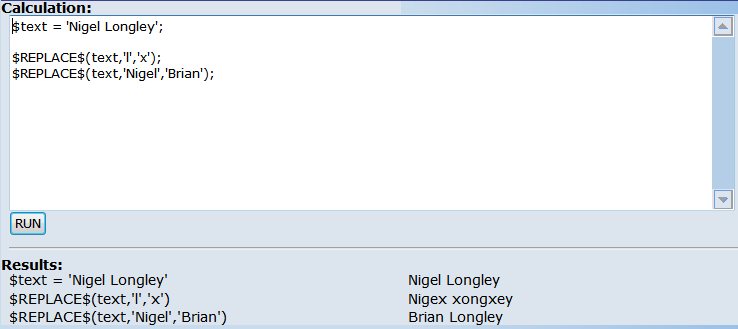 Calculation:
$text = 'Nigel Longley';
$REPLACE$(text,'l','x');
$REPLACE$(text,'Nigel','Brian');
RUN
Results:
$text = 'Nigel Longley' Nigel Longley
$REPLACE$(text,'l','x') Nigex xongxey
$REPLACE$(text,'Nigel','Brian') Brian Longley